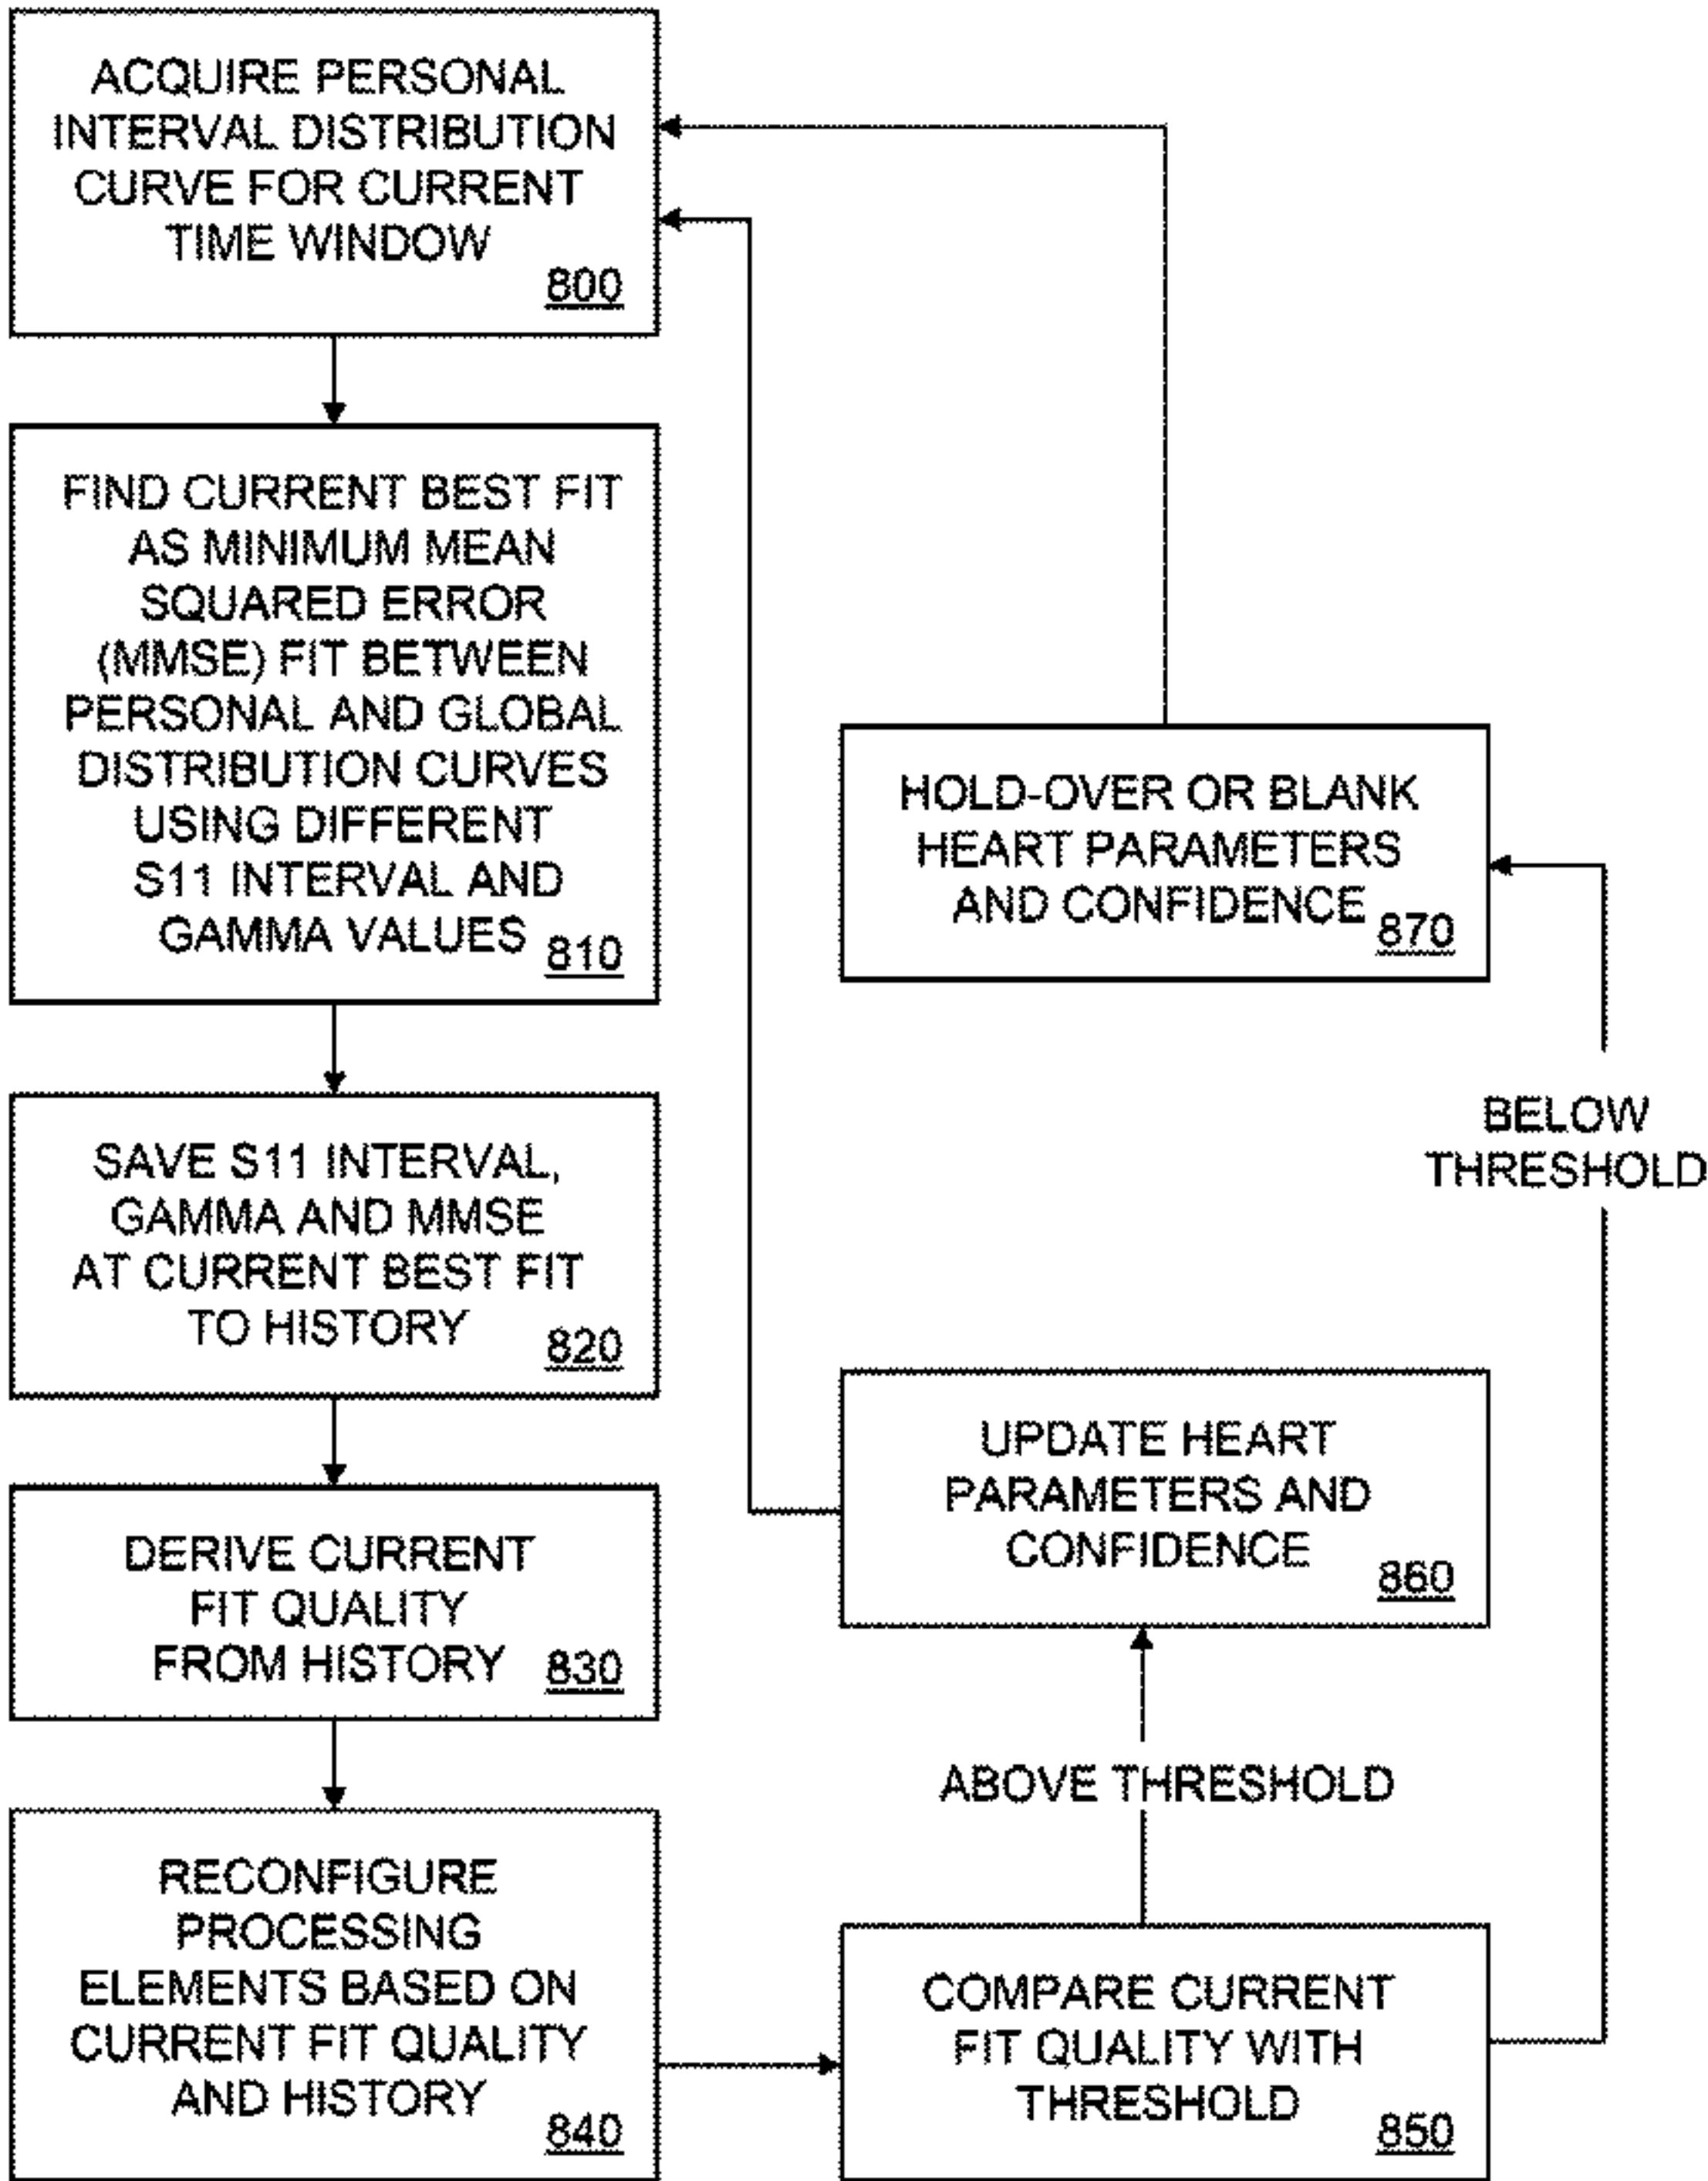 ACQUIRE PERSONAL
INTERVAL DISTRIBUTION
CURVE FOR CURRENT
TIME WINDOW
800
FIND CURRENT BEST FIT
AS MINIMUM MEAN
SQUARED ERROR
(MMSE) FIT BETWEEN
PERSONAL AND GLOBAL
DISTRIBUTION CURVES
USING DIFFERENT
S11 INTERVAL AND
GAMMA VALUES
810
SAVE S11 INTERVAL,
GAMMA AND MMSE
AT CURRENT BEST FIT
TO HISTORY
820
DERIVE CURRENT
FIT QUALITY
FROM HISTORY
830
RECONFIGURE
PROCESSING
ELEMENTS BASED ON
CURRENT FIT QUALITY
AND HISTORY
840
COMPARE CURRENT
FIT QUALITY WITH
THRESHOLD
850
ABOVE THRESHOLD
UPDATE HEART
PARAMETERS AND
CONFIDENCE
860
BELOW
THRESHOLD
HOLD-OVER OR BLANK
HEART PARAMETERS
AND CONFIDENCE
870